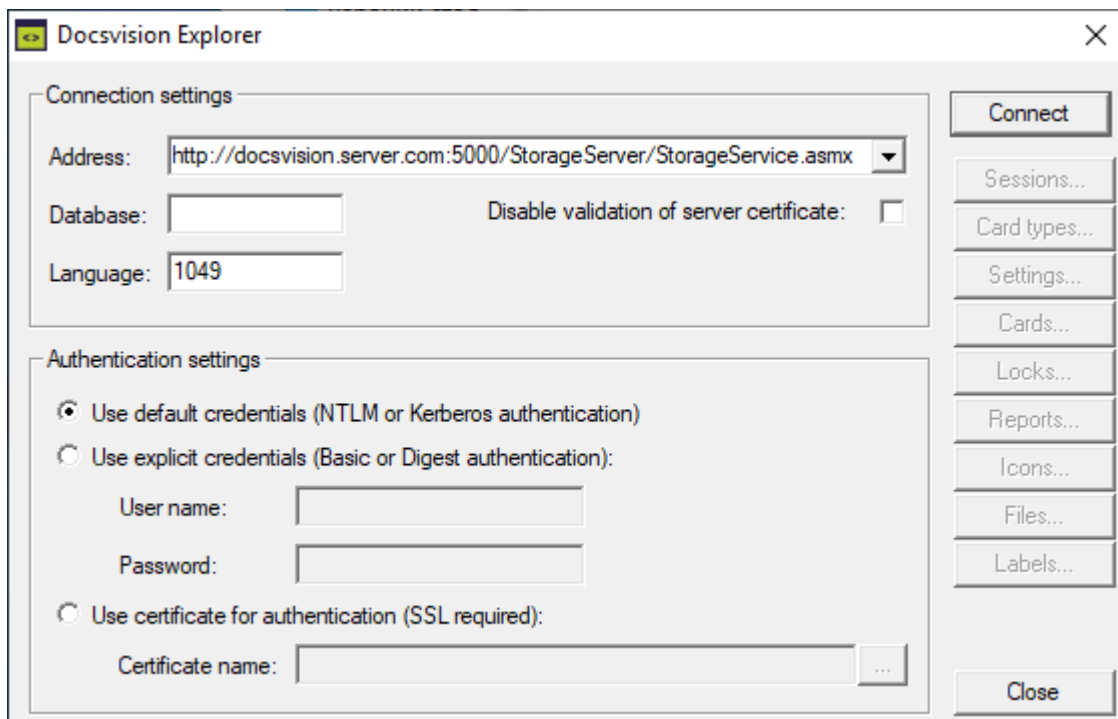 Docsvision Explorer
Connection settings
Address: http://docsvision.server.com:5000/StorageServer/StorageService.asmx
Database:
Disable validation of server certificate:
Language: 1049
Authentication settings
Use default credentials (NTLM or Kerberos authentication)
Use explicit credentials (Basic or Digest authentication):
User name:
Password:
Use certificate for authentication (SSL required):
Certificate name:
...
Connect
Sessions...
Card types...
Settings...
Cards...
Locks...
Reports...
Icons...
Files...
Labels...
Close